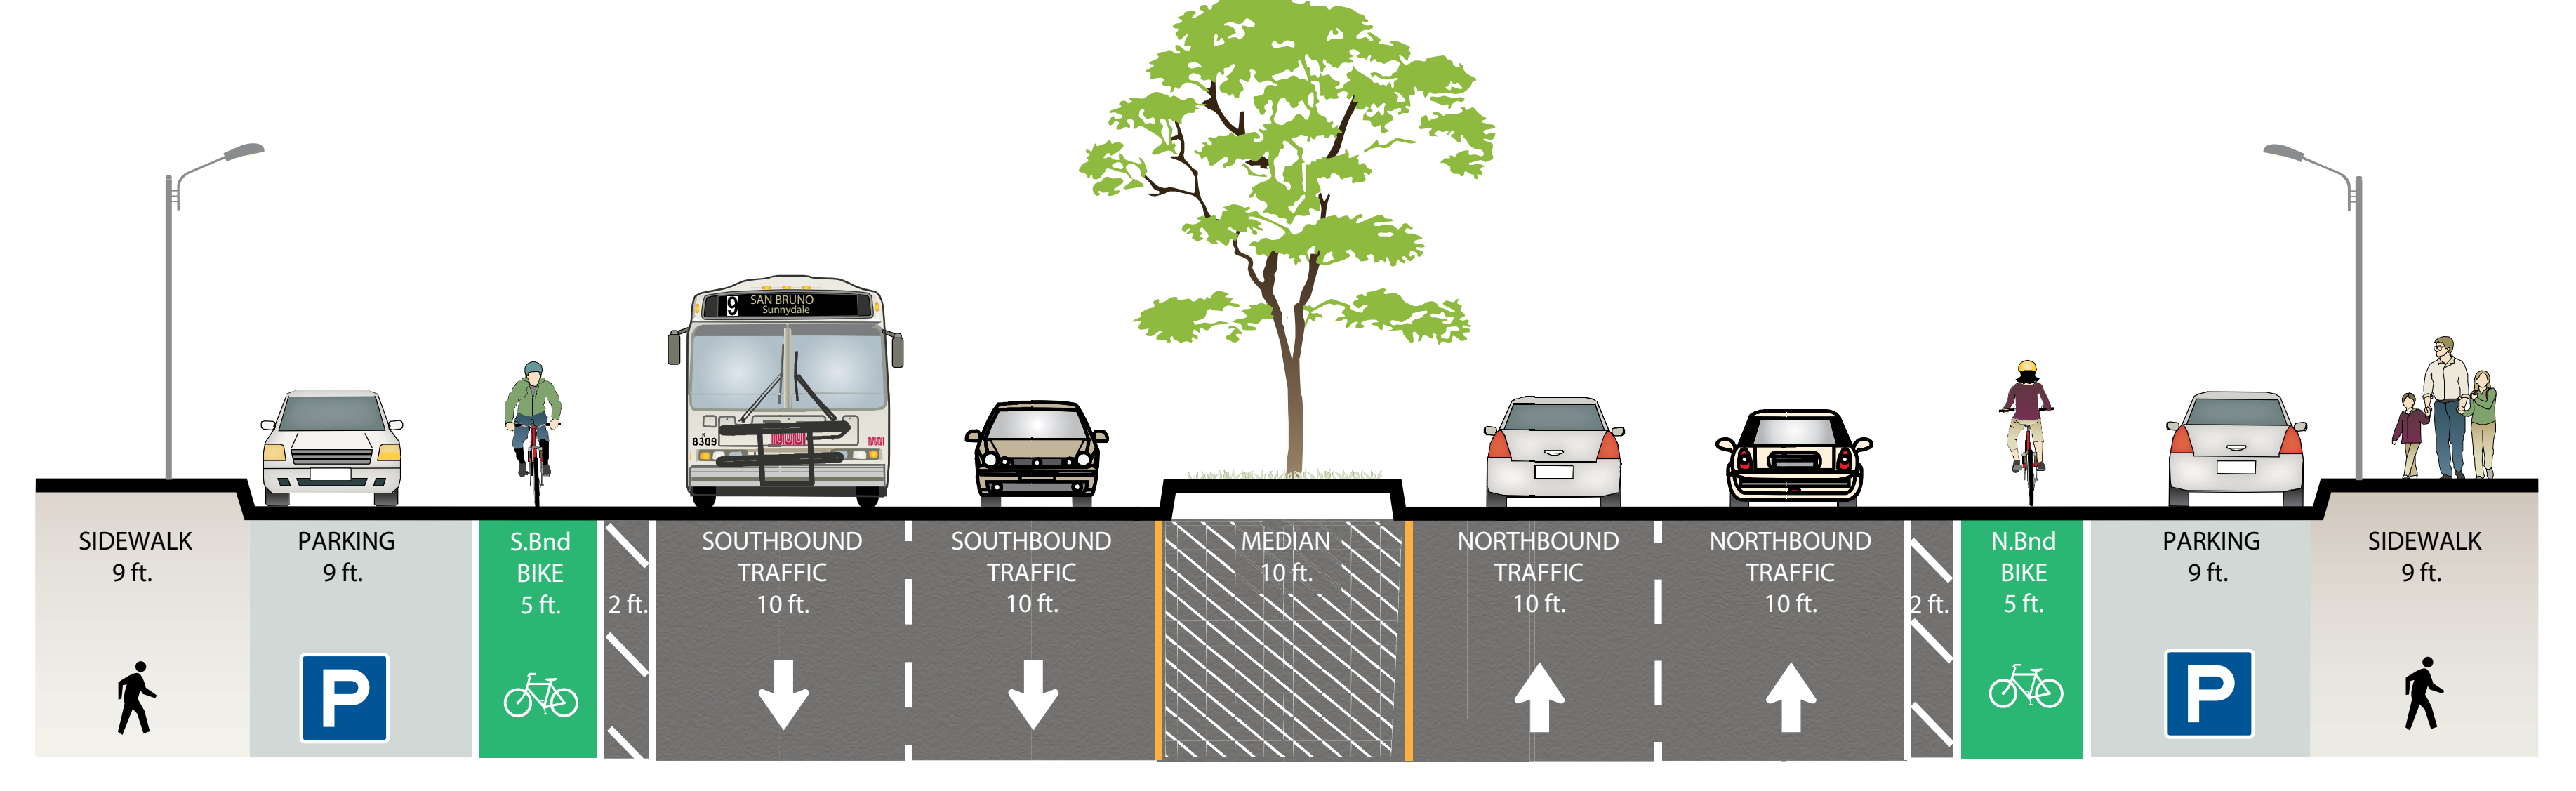 9 SAN BRUNO
Sunnydale
8309
muni
SIDEWALK
9 ft.
PARKING
9 ft.
P
S.Bnd
BIKE
5 ft.
2 ft.
SOUTHBOUND
TRAFFIC
10 ft.
SOUTHBOUND
TRAFFIC
10 ft.
MEDIAN
10 ft.
NORTHBOUND
TRAFFIC
10 ft.
NORTHBOUND
TRAFFIC
10 ft.
2 ft.
N.Bnd
BIKE
5 ft.
PARKING
9 ft.
P
SIDEWALK
9 ft.